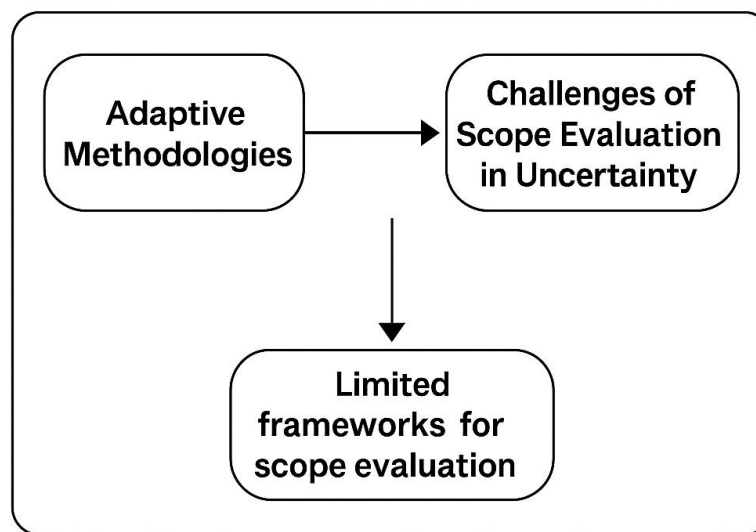 Adaptive
Methodologies
Challenges of
Scope Evaluation
in Uncertainty
Limited
frameworks for
scope evaluation